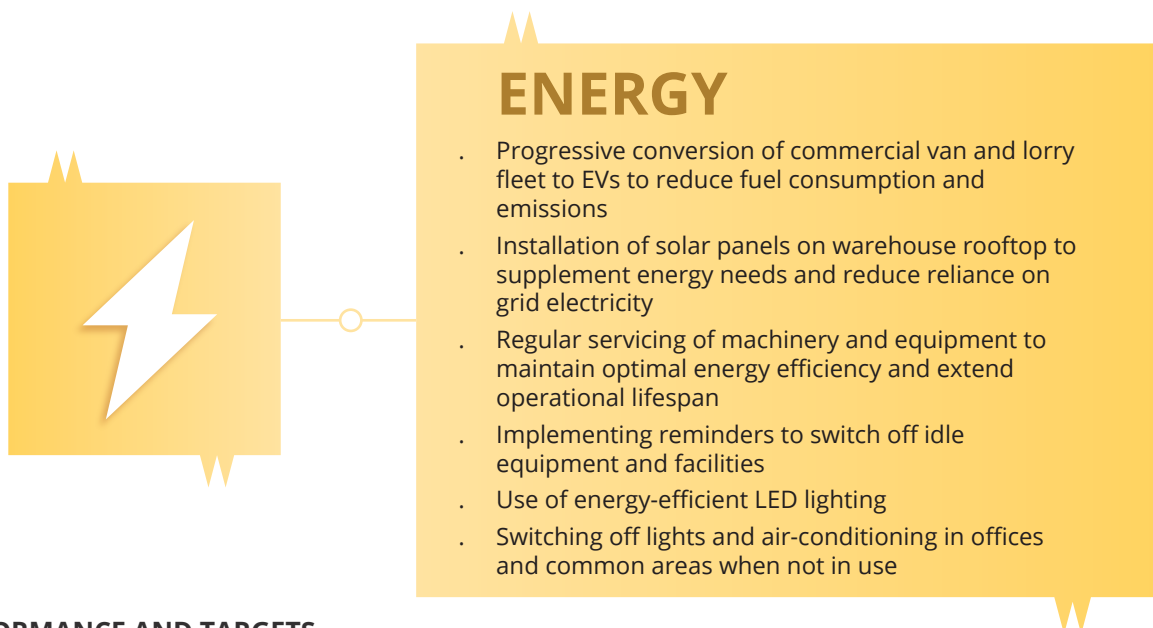 ENERGY
. Progressive conversion of commercial van and lorry
fleet to EVs to reduce fuel consumption and
emissions
. Installation of solar panels on warehouse rooftop to
supplement energy needs and reduce reliance on
grid electricity
. Regular servicing of machinery and equipment to
maintain optimal energy efficiency and extend
operational lifespan
. Implementing reminders to switch off idle
equipment and facilities
. Use of energy-efficient LED lighting
. Switching off lights and air-conditioning in offices
and common areas when not in use
AND TARGETS